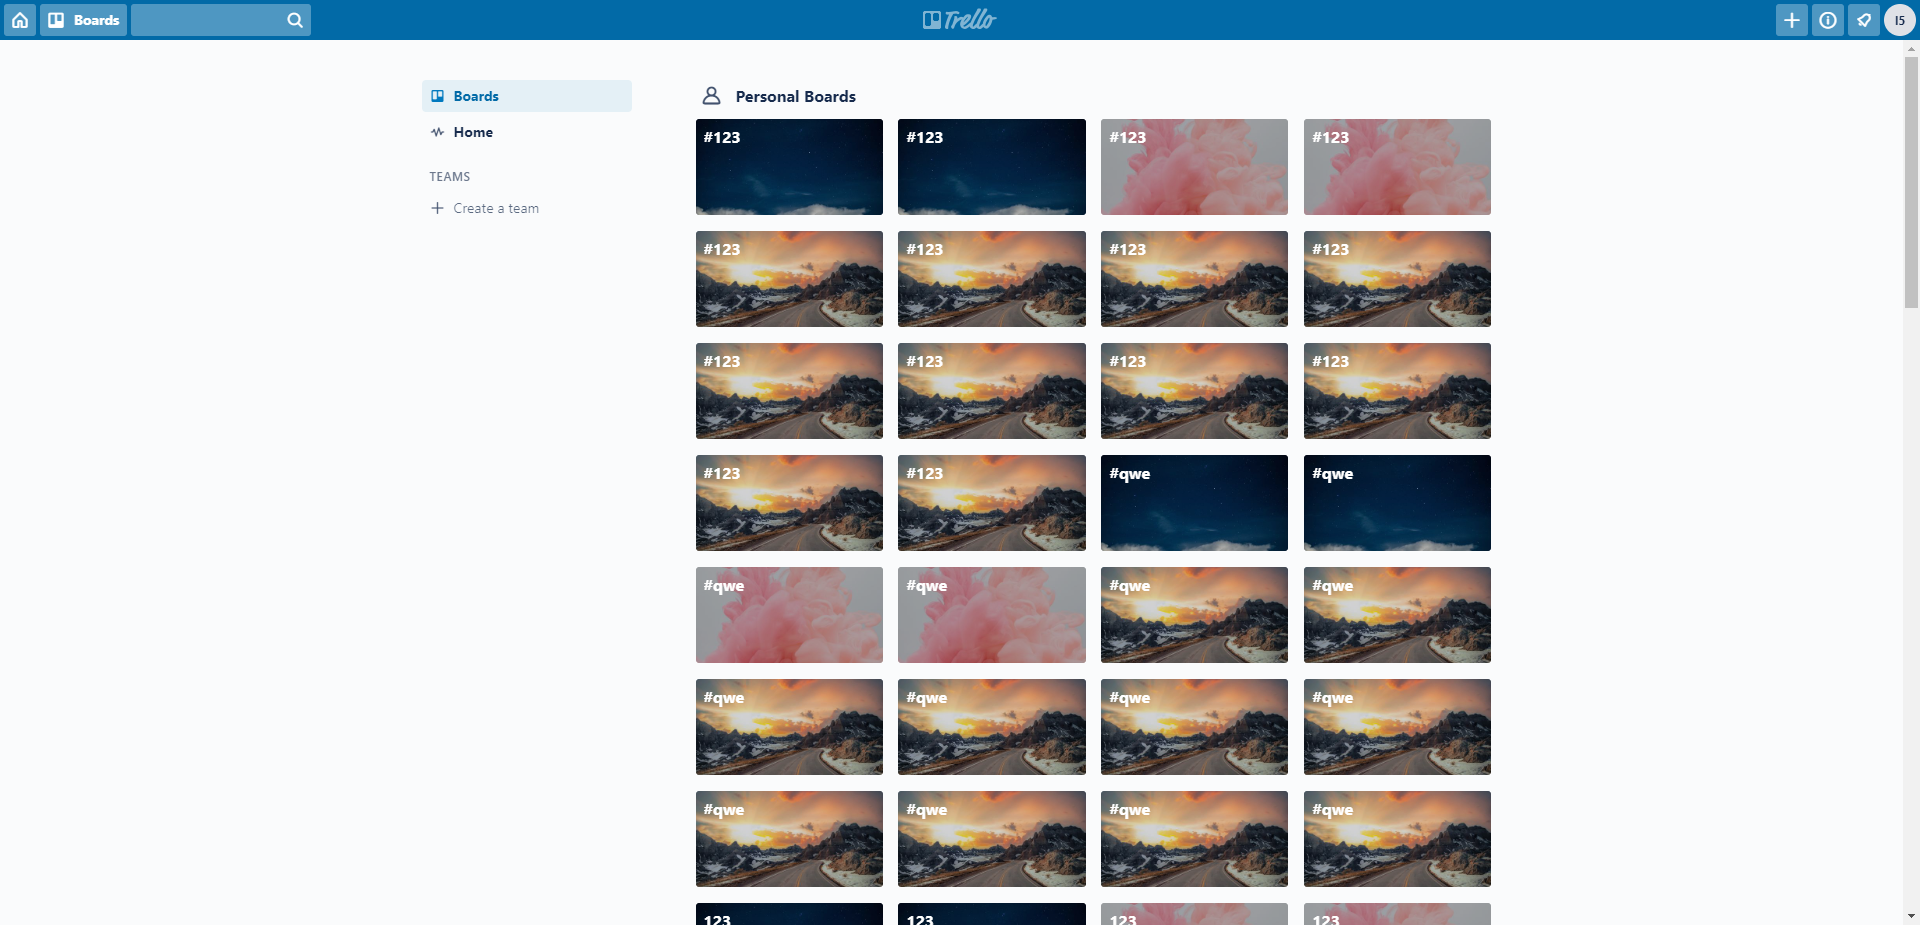 Boards
Trello
I5
Boards
Home
TEAMS
Create a team
Personal Boards
#123 #123 #123 #123
#123 #123 #123 #123
#123 #123 #123 #123
#123 #123 #qwe #qwe
#qwe #qwe #qwe #qwe
#qwe #qwe #qwe #qwe
#qwe #qwe #qwe #qwe
123 123 123 123